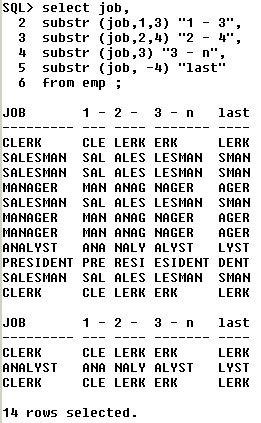 SQL> select job,
2 substr (job,1,3) "1 - 3",
3 substr (job,2,4) "2 - 4",
4 substr (job,3) "3 - n",
5 substr (job, -4) "last"
6 from emp ;
JOB 1 - 2 - 3 - n last
--------- --- ---- ------- ----
CLERK CLE LERK ERK LERK
SALESMAN SAL ALES LESMAN SMAN
SALESMAN SAL ALES LESMAN SMAN
MANAGER MAN ANAG NAGER AGER
SALESMAN SAL ALES LESMAN SMAN
MANAGER MAN ANAG NAGER AGER
MANAGER MAN ANAG NAGER AGER
ANALYST ANA NALY ALYST LYST
PRESIDENT PRE RESI ESIDENT DENT
SALESMAN SAL ALES LESMAN SMAN
CLERK CLE LERK ERK LERK
JOB 1 - 2 - 3 - n last
--------- --- ---- ------- ----
CLERK CLE LERK ERK LERK
ANALYST ANA NALY ALYST LYST
CLERK CLE LERK ERK LERK
14 rows selected.